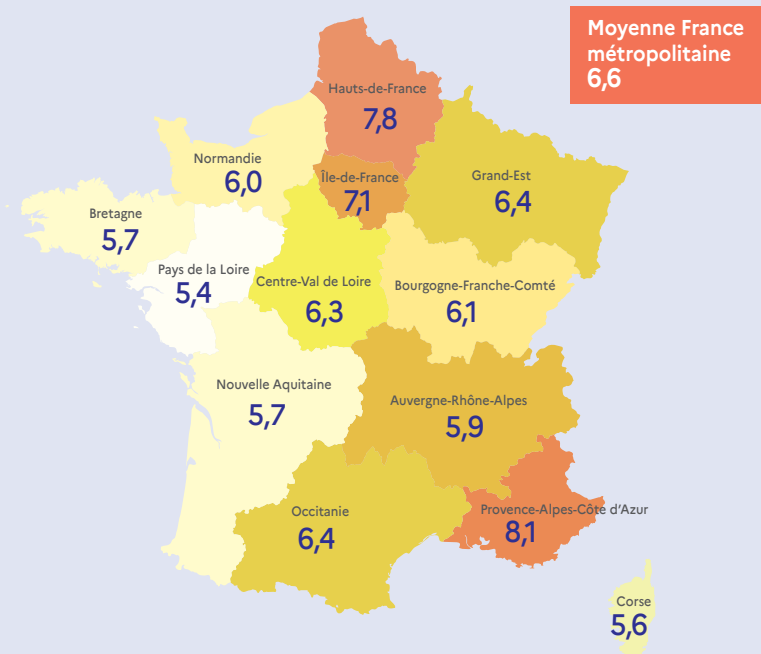 Moyenne France
métropolitaine
6,6
Hauts-de-France
7,8
Normandie
6,0
Île-de-France
7,1
Grand-Est
6,4
Bretagne
5,7
Pays de la Loire
5,4
Centre-Val de Loire
6,3
Bourgogne-Franche-Comté
6,1
Nouvelle Aquitaine
5,7
Auvergne-Rhône-Alpes
5,9
Occitanie
6,4
Provence-Alpes-Côte d’Azur
8,1
Corse
5,6